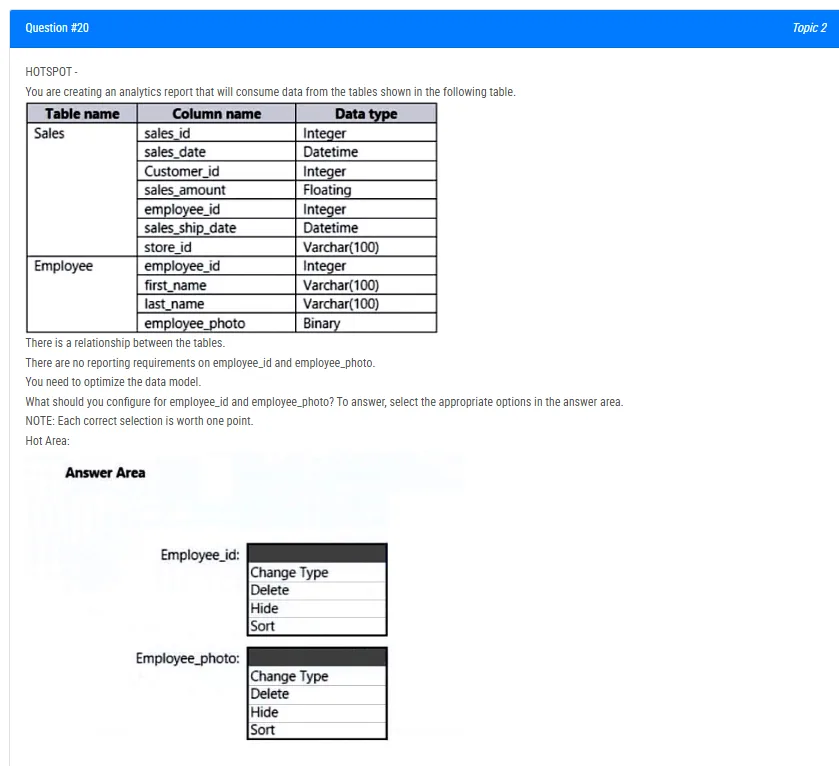 Question #20 Topic 2
HOTSPOT -
You are creating an analytics report that will consume data from the tables shown in the following table.
Table name Column name Data type
Sales sales_id Integer
sales_date Datetime
Customer_id Integer
sales_amount Floating
employee_id Integer
sales_ship_date Datetime
store_id Varchar(100)
Employee employee_id Integer
first_name Varchar(100)
last_name Varchar(100)
employee_photo Binary
There is a relationship between the tables.
There are no reporting requirements on employee_id and employee_photo.
You need to optimize the data model.
What should you configure for employee_id and employee_photo? To answer, select the appropriate options in the answer area.
NOTE: Each correct selection is worth one point.
Hot Area:
Answer Area
Employee_id:
Change Type
Delete
Hide
Sort
Employee_photo:
Change Type
Delete
Hide
Sort